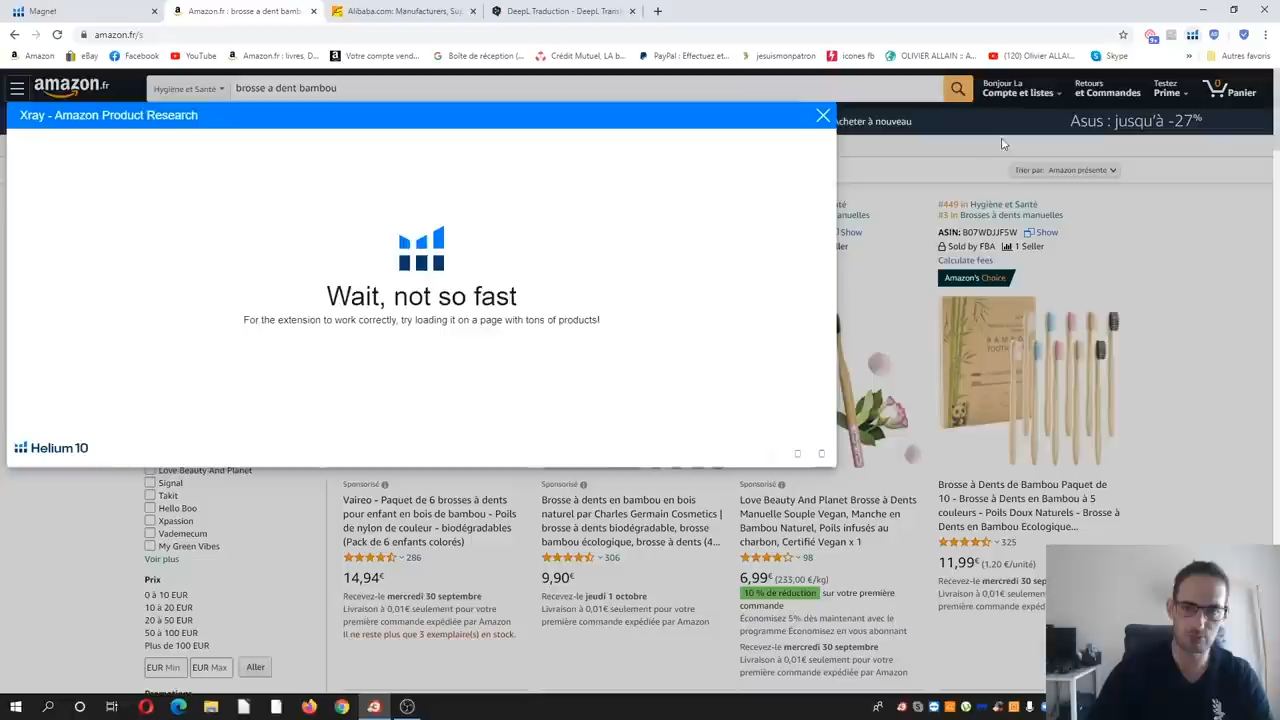 Magnet
Amazon.fr : brosse a dent bamb
Alibaba.com: Manufacturers, Sup
DeepL Traduction - DeepL Transl
amazon.fr/s
Amazon
eBay
Facebook
YouTube
Amazon.fr : livres, D...
Votre compte vend...
Boîte de réception (...
Crédit Mutuel, LA b...
PayPal : Effectuez et...
jesuismonpatron
icones fb
OLIVIER ALLAIN :: A...
(120) Olivier ALLAI...
Skype
»
Autres favoris
amazon.fr
Hygiène et Santé
brosse a dent bambou
Bonjour La
Compte et listes
Retours
et Commandes
Testez
Prime
0
Panier
Xray - Amazon Product Research
Acheter à nouveau
Asus : jusqu'à -27%
Trier par: Amazon présente
Wait, not so fast
For the extension to work correctly, try loading it on a page with tons of products!
Helium 10
nté
anuelles
Show
ller
#449 in Hygiène et Santé
#3 in Brosses à dents manuelles
ASIN: B07WDJJF5W Show
Sold by FBA 1 Seller
Calculate fees
Amazon's Choice
Love Beauty And Planet
Signal
Takit
Hello Boo
Xpassion
Vademecum
My Green Vibes
Voir plus
Prix
0 à 10 EUR
10 à 20 EUR
20 à 50 EUR
50 à 100 EUR
Plus de 100 EUR
EUR Min
EUR Max
Aller
Promotions
Sponsorisé
Vaireo - Paquet de 6 brosses à dents
pour enfant en bois de bambou - Poils
de nylon de couleur - biodégradables
(Pack de 6 enfants colorés)
286
14,94€
Recevez-le mercredi 30 septembre
Livraison à 0,01€ seulement pour votre
première commande expédiée par Amazon
Il ne reste plus que 3 exemplaire(s) en stock.
Sponsorisé
Brosse à dents en bambou en bois
naturel par Charles Germain Cosmetics |
brosse à dents biodégradable, brosse
bambou écologique, brosse à dents (4...
306
9,90€
Recevez-le jeudi 1 octobre
Livraison à 0,01€ seulement pour votre
première commande expédiée par Amazon
Sponsorisé
Love Beauty And Planet Brosse à Dents
Manuelle Souple Vegan, Manche en
Bambou Naturel, Poils infusés au
charbon, Certifié Vegan x 1
98
6,99€ (233,00 €/kg)
10 % de réduction sur votre première
commande
Économisez 5% dès maintenant avec le
programme Économisez en vous abonnant
Recevez-le mercredi 30 septembre
Livraison à 0,01€ seulement pour votre
première commande expédiée par Amazon
Brosse à Dents de Bambou Paquet de
10 - Brosse à Dents en Bambou à 5
couleurs - Poils Doux Naturels - Brosse à
Dents en Bambou Ecologique...
325
11,99€ (1,20 €/unité)
Recevez-le mercredi 30 sep
Livraison à 0,01€ seulemen
première commande expédi